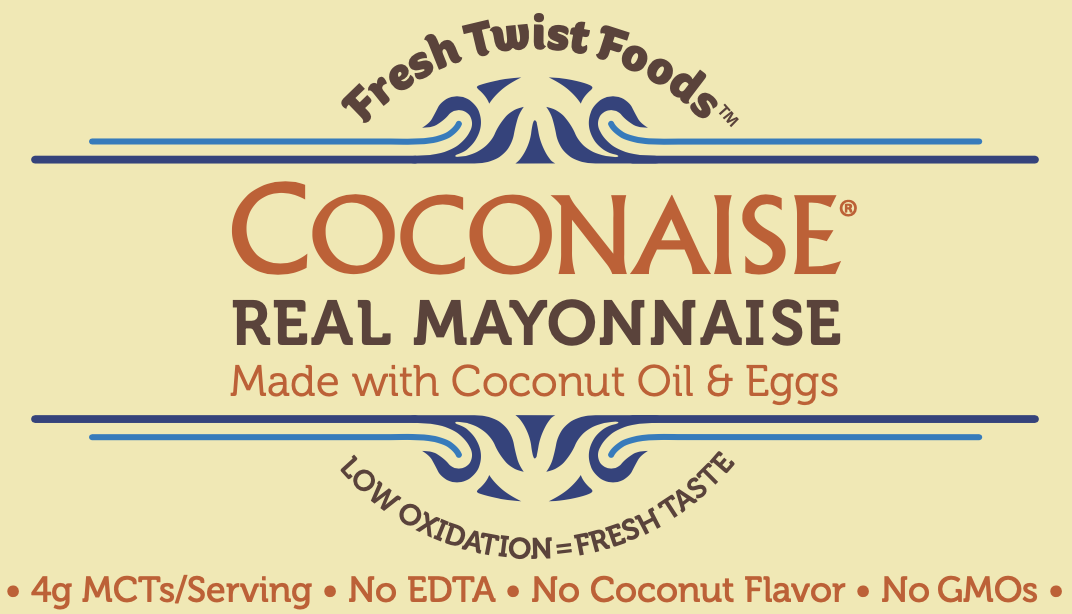 Fresh Twist Foods™
COCONAISE®
REAL MAYONNAISE
Made with Coconut Oil & Eggs
LOW OXIDATION=FRESH TASTE
• 4g MCTs/Serving • No EDTA • No Coconut Flavor • No GMOs •